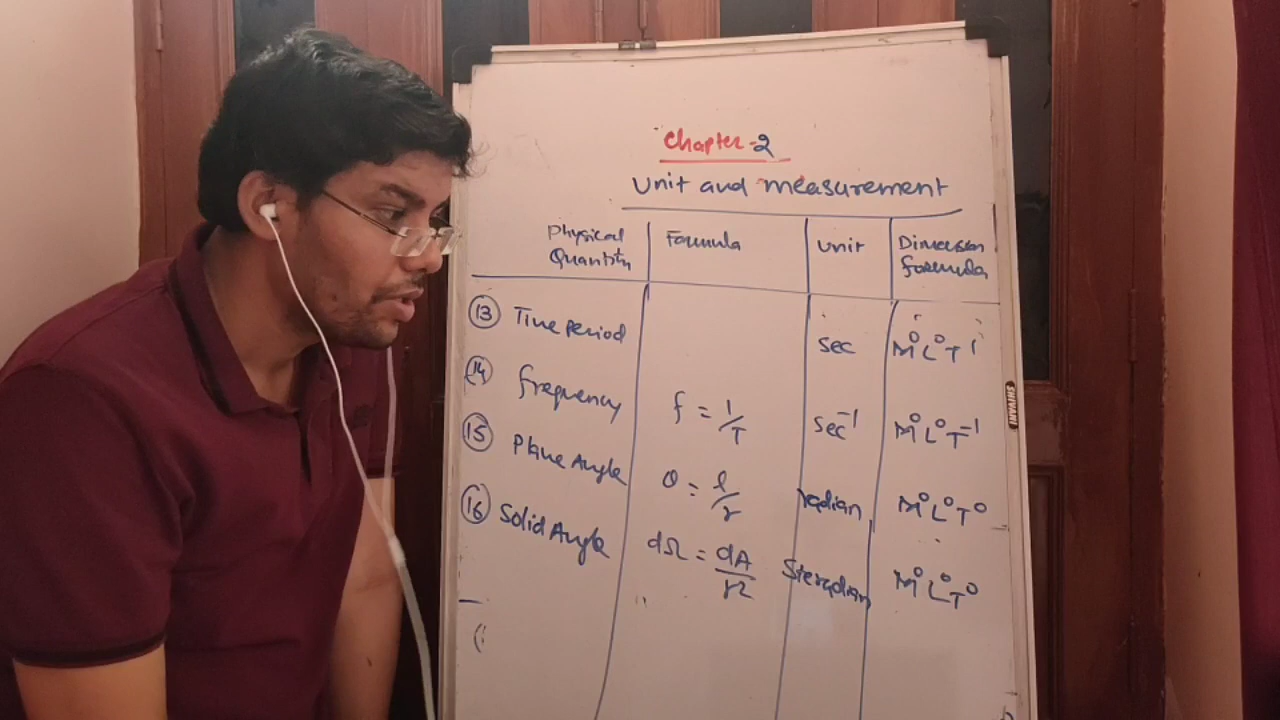 Chapter-2
Unit and measurement
Physical Quantity Formula Unit Dimension formula
13 Time period sec M⁰L⁰T¹
14 frequency f = 1/T sec⁻¹ M⁰L⁰T⁻¹
15 Plane Angle θ = l/r radian M⁰L⁰T⁰
16 Solid Angle dΩ = dA/r2 Steradian M⁰L⁰T⁰
SHIVANI